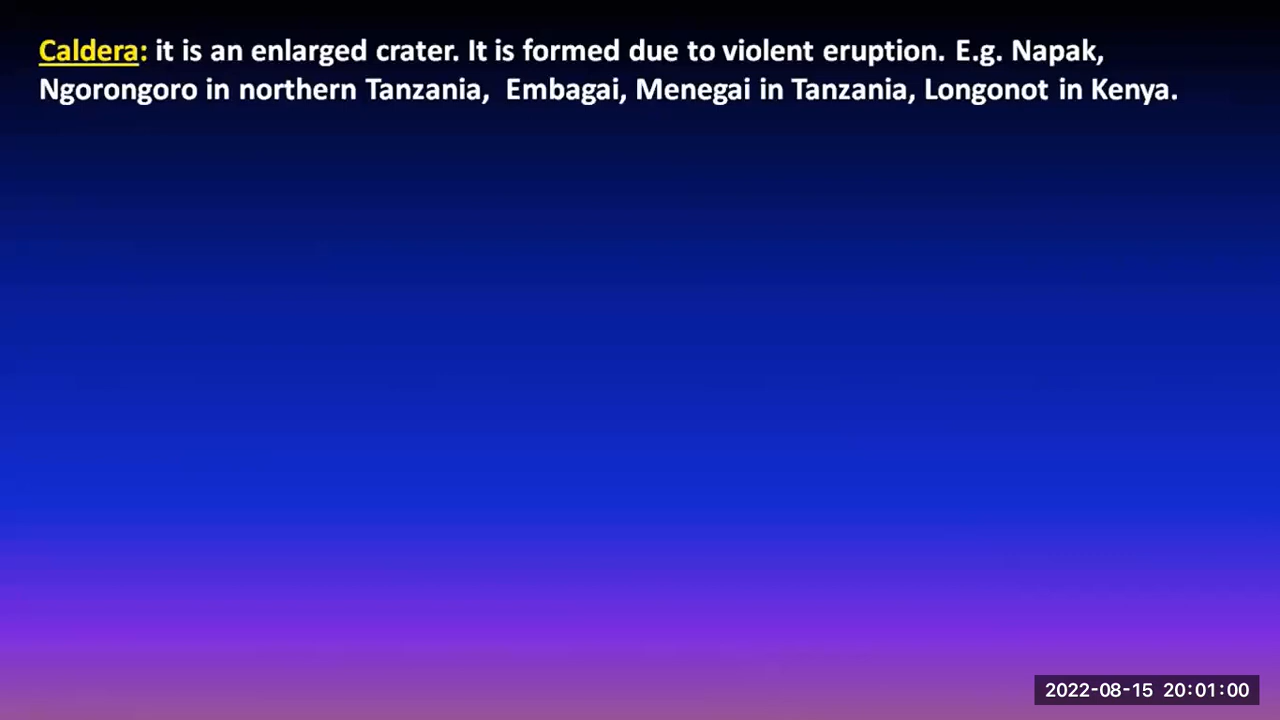 Caldera: it is an enlarged crater. It is formed due to violent eruption. E.g. Napak,
Ngorongoro in northern Tanzania,  Embagai, Menegai in Tanzania, Longonot in Kenya.
2022-08-15 20:01:00